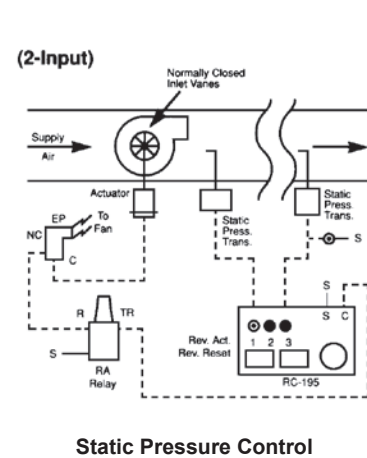 (2-Input)
Normally Closed
Inlet Vanes
Supply
Air
Actuator
EP
To
Fan
NC
C
Static
Press.
Trans.
Static
Press.
Trans.
S
S
R
TR
S C
1 2 3
Rev. Act.
Rev. Reset
S
RA
Relay
RC-195
Static Pressure Control